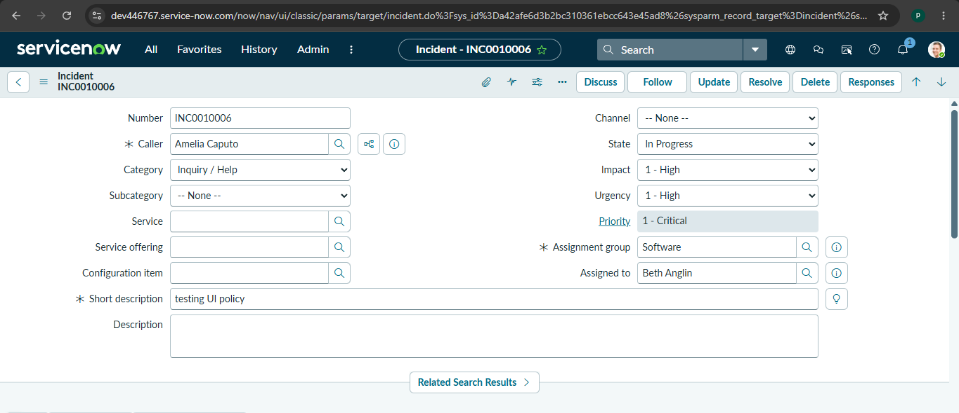 dev446767.service-now.com/now/nav/ui/classic/params/target/incident.do%3Fsys_id%3Da42afe6d3b2bc310361ebcc643e45ad8%26sysparm_record_target%3Dincident%26s...
P
servicenow All Favorites History Admin Incident - INC0010006 Search 1
Incident
INC0010006
Discuss Follow Update Resolve Delete Responses
Number INC0010006 Channel -- None --
* Caller Amelia Caputo State In Progress
Category Inquiry / Help Impact 1 - High
Subcategory -- None -- Urgency 1 - High
Service Priority 1 - Critical
Service offering * Assignment group Software
Configuration item Assigned to Beth Anglin
* Short description testing UI policy
Description
Related Search Results